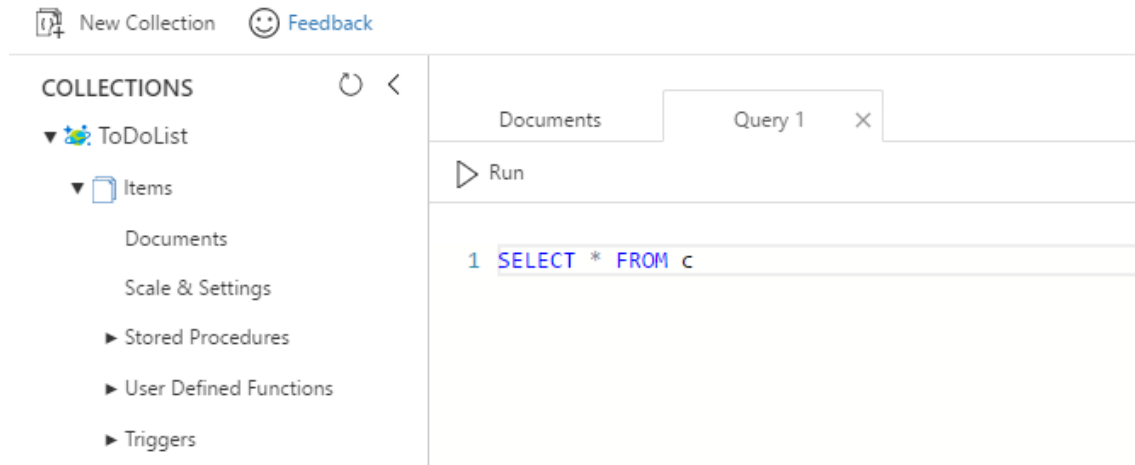 New Collection Feedback
COLLECTIONS
ToDoList
Items
Documents
Scale & Settings
Stored Procedures
User Defined Functions
Triggers
Documents Query 1
Run
1 SELECT * FROM c